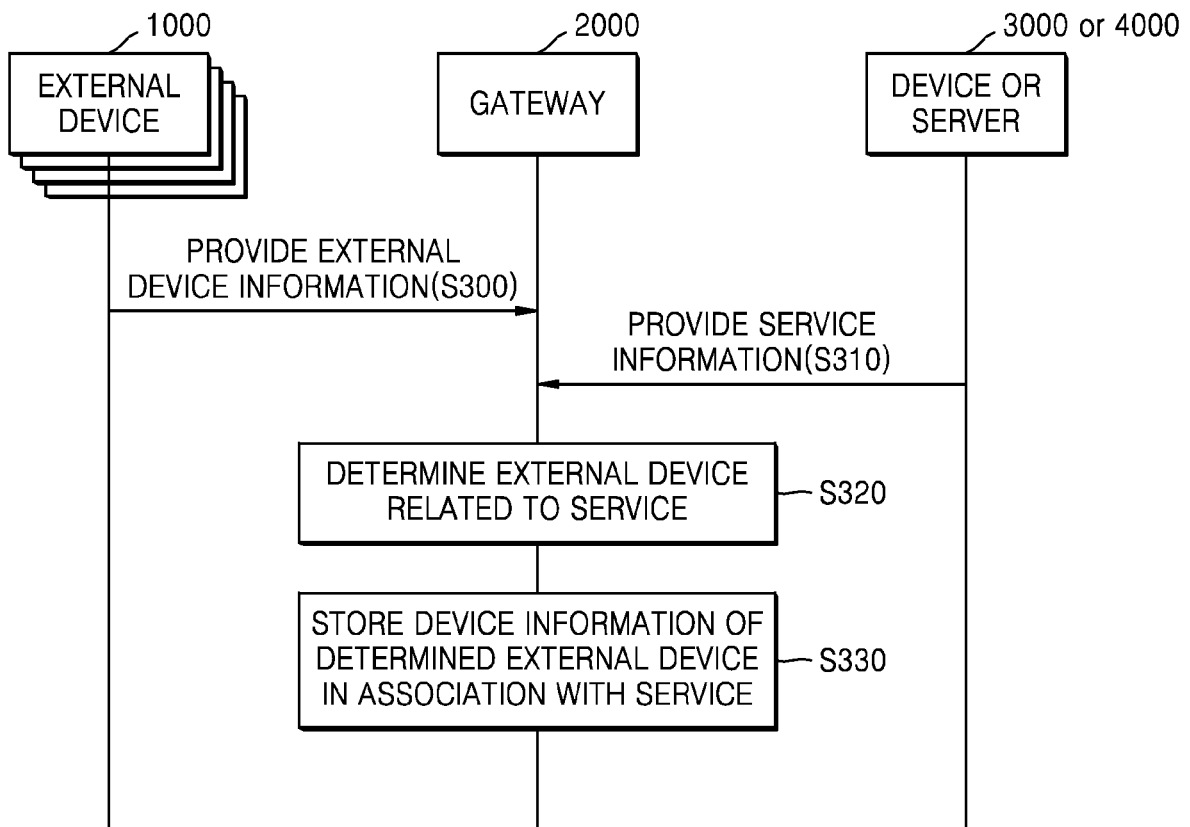 1000
2000
3000 or 4000
EXTERNAL
DEVICE
GATEWAY
DEVICE OR
SERVER
PROVIDE EXTERNAL
DEVICE INFORMATION(S300)
PROVIDE SERVICE
INFORMATION(S310)
DETERMINE EXTERNAL DEVICE
RELATED TO SERVICE
S320
STORE DEVICE INFORMATION OF
DETERMINED EXTERNAL DEVICE
IN ASSOCIATION WITH SERVICE
S330